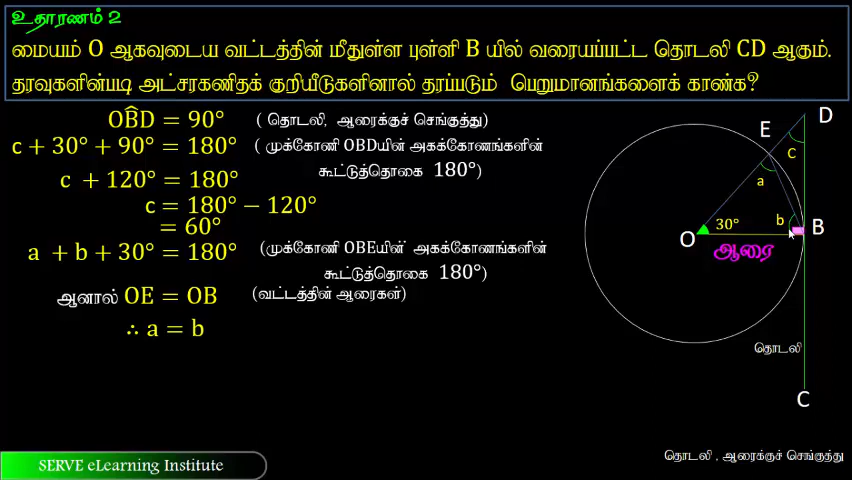 உதாரணம் 2
மையம் O ஆகவுடைய வட்டத்தின் மீதுள்ள புள்ளி B யில் வரையப்பட்ட தொடலி CD ஆகும்.
தரவுகளின்படி அட்சரகணிதக் குறியீடுகளினால் தரப்படும் பெறுமானங்களைக் காண்க?
OB̂D = 90° ( தொடலி, ஆரைக்குச் செங்குத்து)
c + 30° + 90° = 180° ( முக்கோணி OBDயின் அகக்கோணங்களின்
கூட்டுத்தொகை 180°)
c + 120° = 180°
c = 180° − 120°
= 60°
a + b + 30° = 180° (முக்கோணி OBEயின் அகக்கோணங்களின்
கூட்டுத்தொகை 180°)
ஆனால் OE = OB (வட்டத்தின் ஆரைகள்)
∴ a = b
D
E
C
a
b
B
30°
O
ஆரை
தொடலி
C
தொடலி , ஆரைக்குச் செங்குத்து
SERVE eLearning Institute